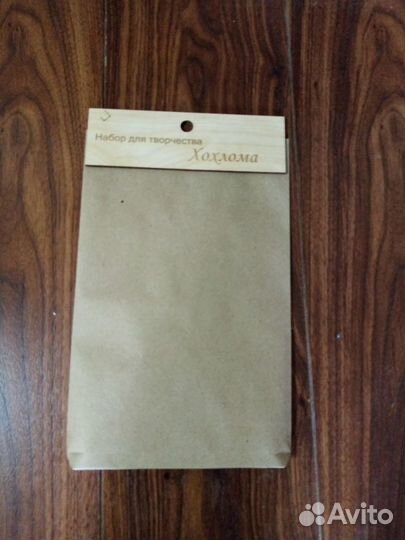 Набор для творчества
Хохлома
Avito